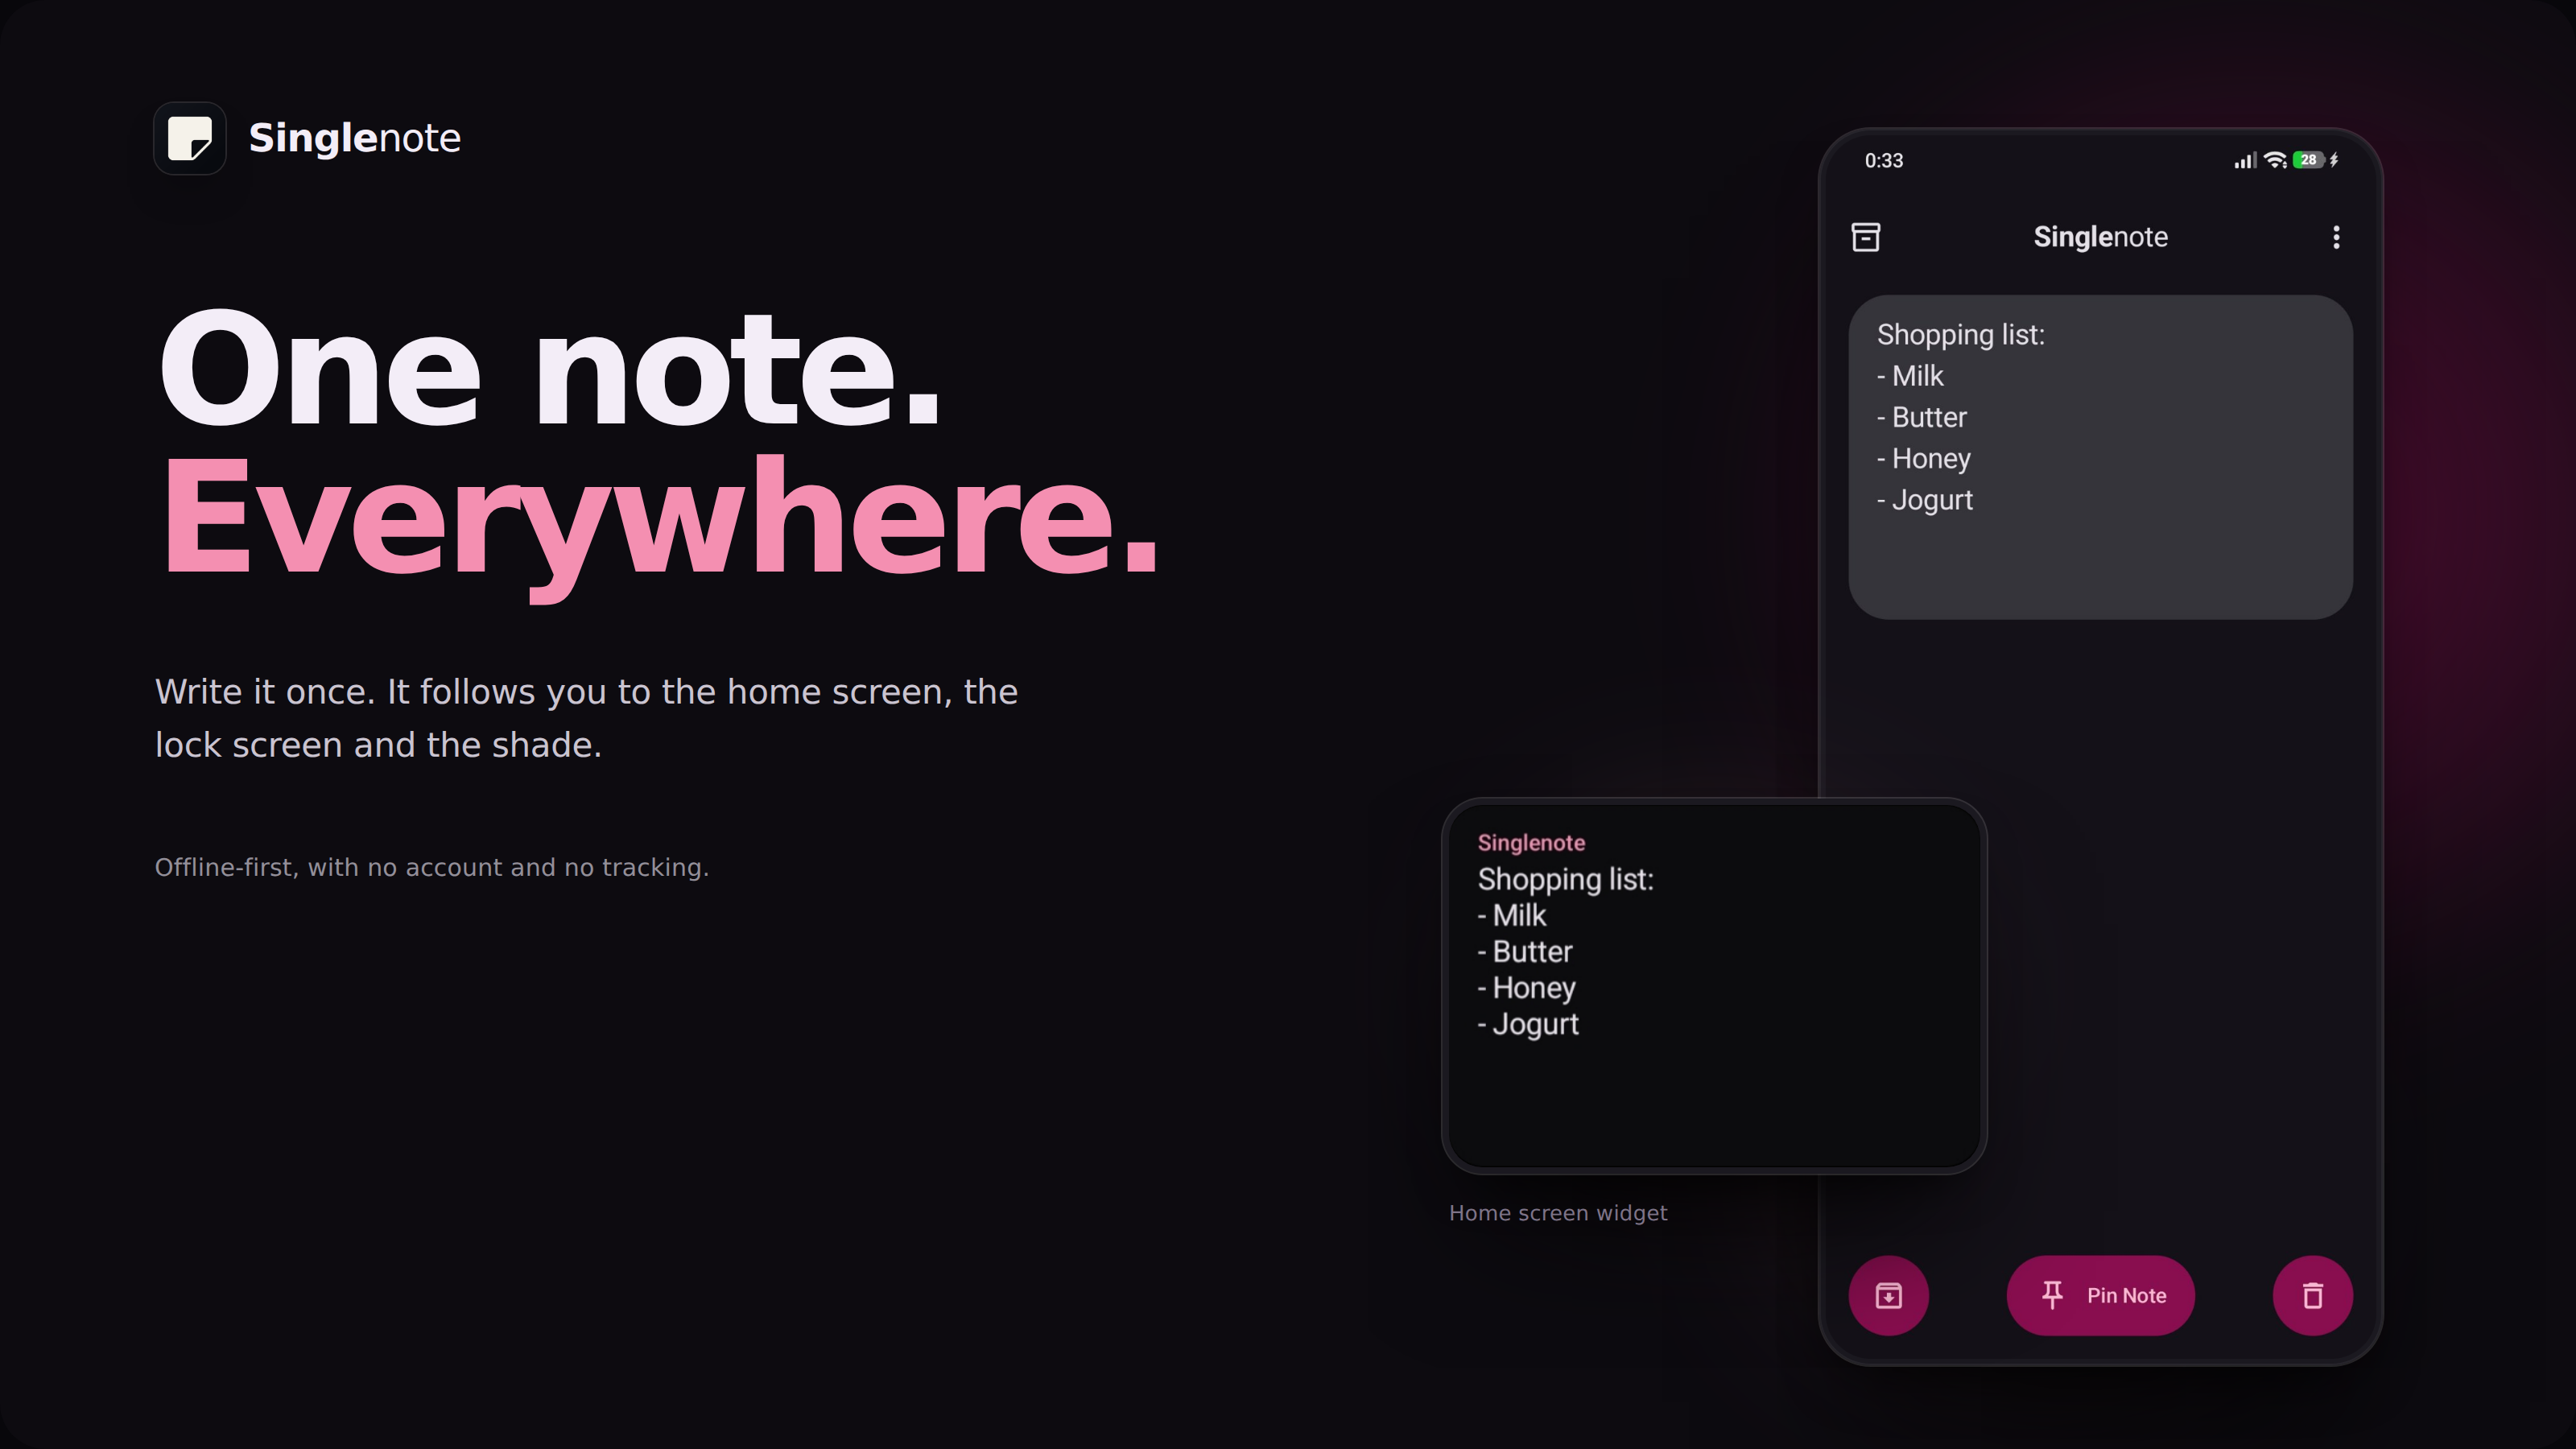 Singlenote
One note.
Everywhere.
Write it once. It follows you to the home screen, the
lock screen and the shade.
Offline-first, with no account and no tracking.
0:33
28
Singlenote
Shopping list:
- Milk
- Butter
- Honey
- Jogurt
Singlenote
Shopping list:
- Milk
- Butter
- Honey
- Jogurt
Home screen widget
Pin Note